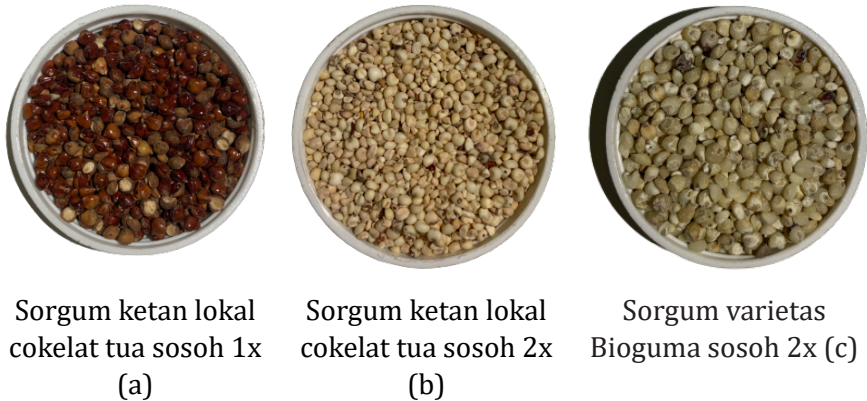 Sorgum ketan lokal
cokelat tua sosoh 1x
(a)
Sorgum ketan lokal
cokelat tua sosoh 2x
(b)
Sorgum varietas
Bioguma sosoh 2x (c)